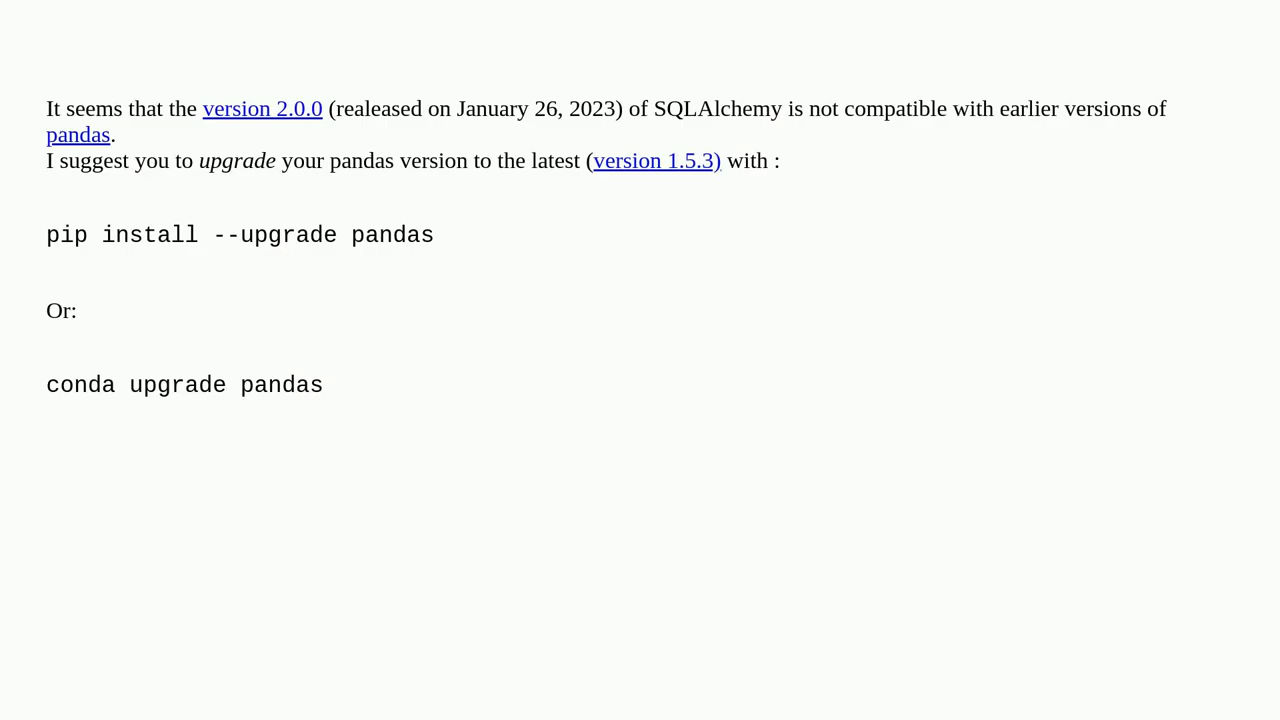 It seems that the version 2.0.0 (realeased on January 26, 2023) of SQLAlchemy is not compatible with earlier versions of
pandas.
I suggest you to upgrade your pandas version to the latest (version 1.5.3) with :
pip install --upgrade pandas
Or:
conda upgrade pandas